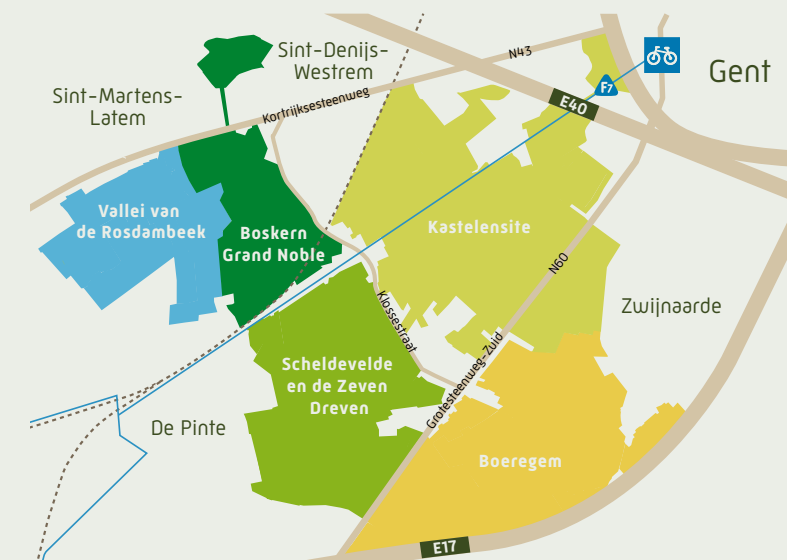 Sint-Denijs-
Westrem
N43
Gent
F7
E40
Sint-Martens-
Latem
Kortrijksesteenweg
Vallei van
de Rosdambeek
Boskern
Grand Noble
Kastelensite
N60
Klossestraat
Zwijnaarde
Scheldevelde
en de Zeven
Dreven
Grotesteenweg-Zuid
De Pinte
Boeregem
E17